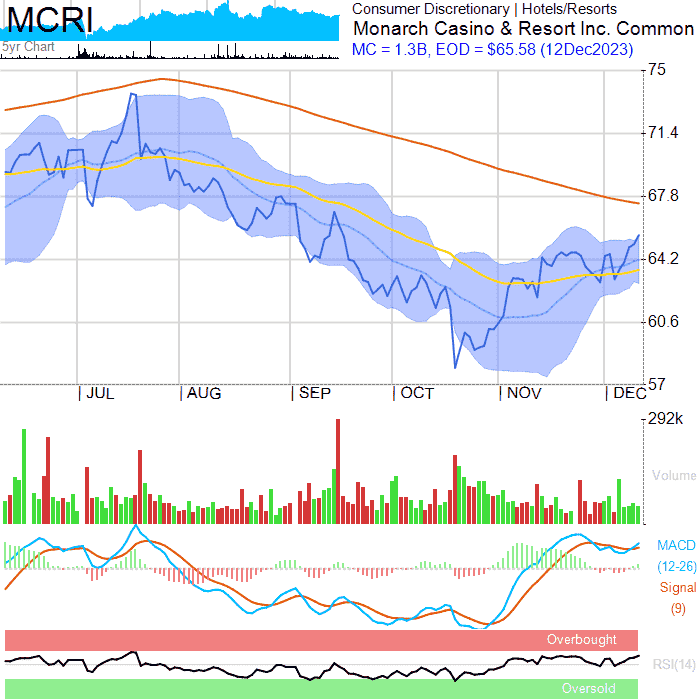 MCRI
5yr Chart
Consumer Discretionary | Hotels/Resorts
Monarch Casino & Resort Inc. Common
MC = 1.3B, EOD = $65.58 (12Dec2023)
75
71.4
67.8
64.2
60.6
57
| JUL | AUG | SEP | OCT | NOV | DEC
292k
Volume
MACD
(12-26)
Signal
(9)
Overbought
RSI(14)
Oversold